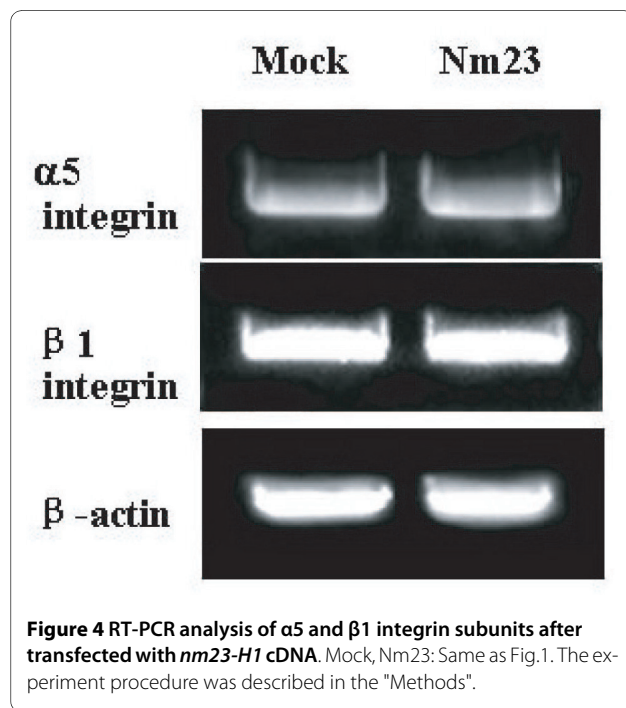 Mock Nm23
α5
integrin
β 1
integrin
β -actin
Figure 4 RT-PCR analysis of α5 and β1 integrin subunits after
transfected with nm23-H1 cDNA. Mock, Nm23: Same as Fig.1. The ex-
periment procedure was described in the "Methods".